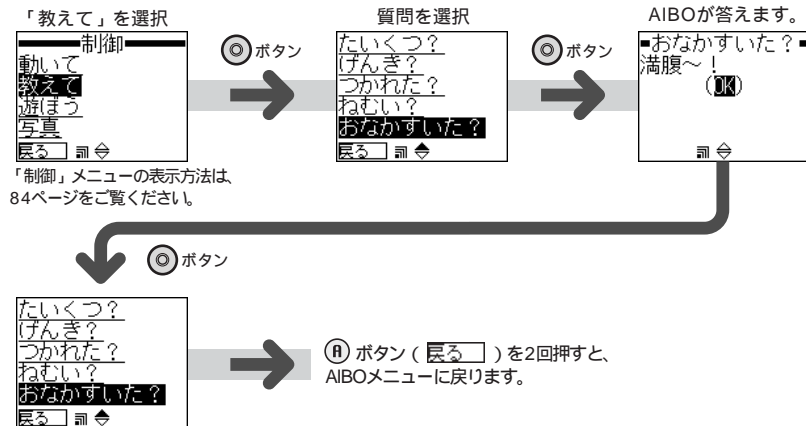 「教えて」を選択
制御
動いて
教えて
遊ぼう
写真
戻る
「制御」メニューの表示方法は、
84ページをご覧ください。
ボタン
質問を選択
たいくつ?
げんき?
つかれた?
ねむい?
おなかすいた?
戻る
ボタン
AIBOが答えます。
おなかすいた?
満腹～!
(OK)
ボタン
たいくつ?
げんき?
つかれた?
ねむい?
おなかすいた?
戻る
Aボタン(戻る)を2回押すと、
AIBOメニューに戻ります。